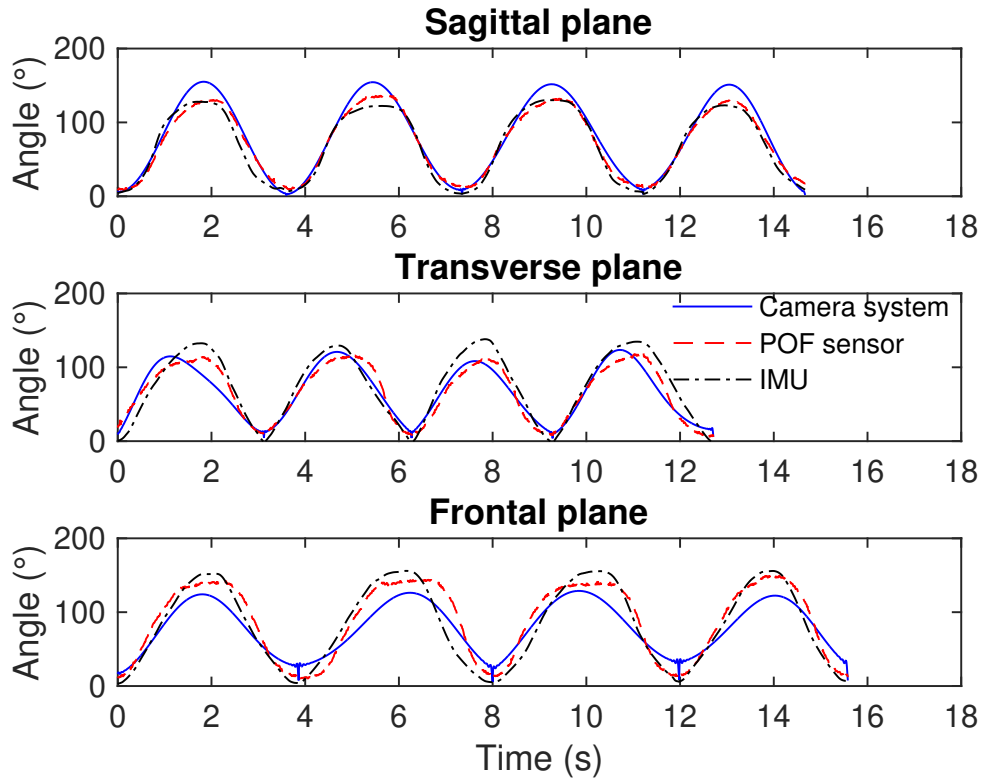 Sagittal plane
200
100
0
Angle (°)
0 2 4 6 8 10 12 14 16 18
Transverse plane
200
100
0
Angle (°)
Camera system
POF sensor
IMU
0 2 4 6 8 10 12 14 16 18
Frontal plane
200
100
0
Angle (°)
0 2 4 6 8 10 12 14 16 18
Time (s)